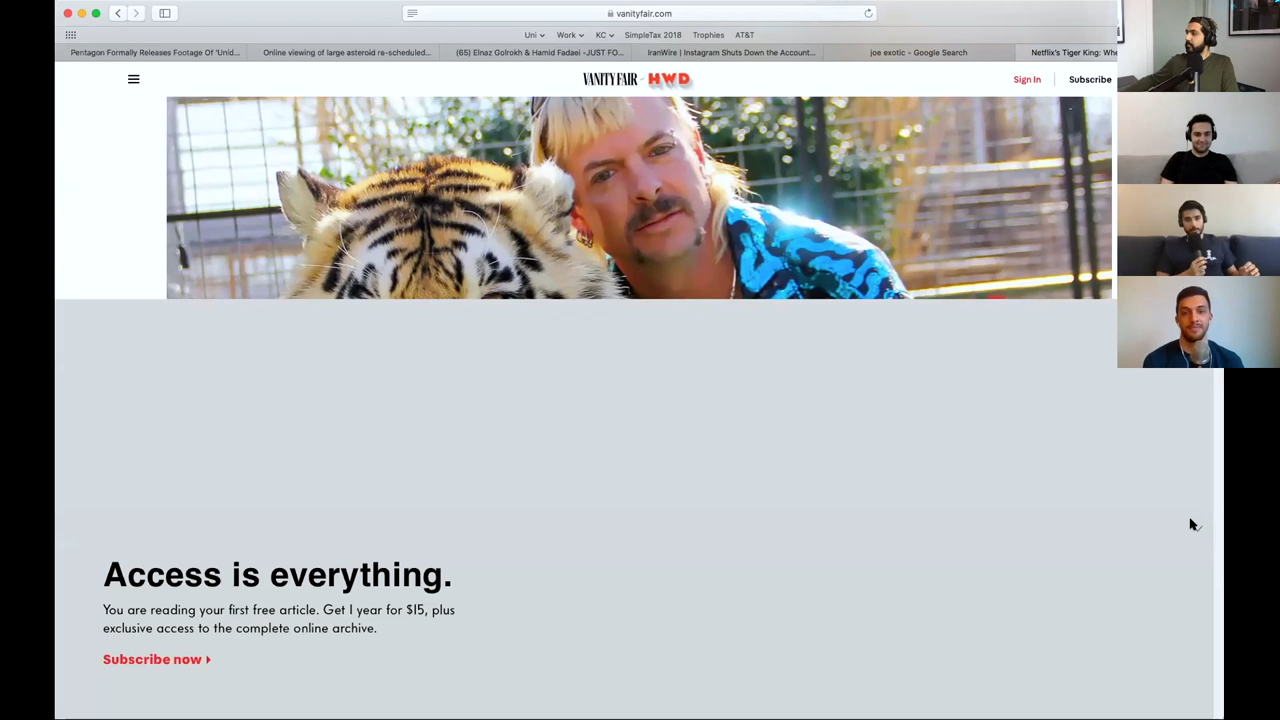 vanityfair.com
Uni Work KC SimpleTax 2018 Trophies AT&T
Pentagon Formally Releases Footage Of 'Unid... Online viewing of large asteroid re-scheduled... (65) Elnaz Golrokh & Hamid Fadaei -JUST FO... IranWire | Instagram Shuts Down the Account... joe exotic - Google Search Netflix's Tiger King: Whe
VANITY FAIR HWD Sign In Subscribe
Access is everything.
You are reading your first free article. Get 1 year for $15, plus
exclusive access to the complete online archive.
Subscribe now